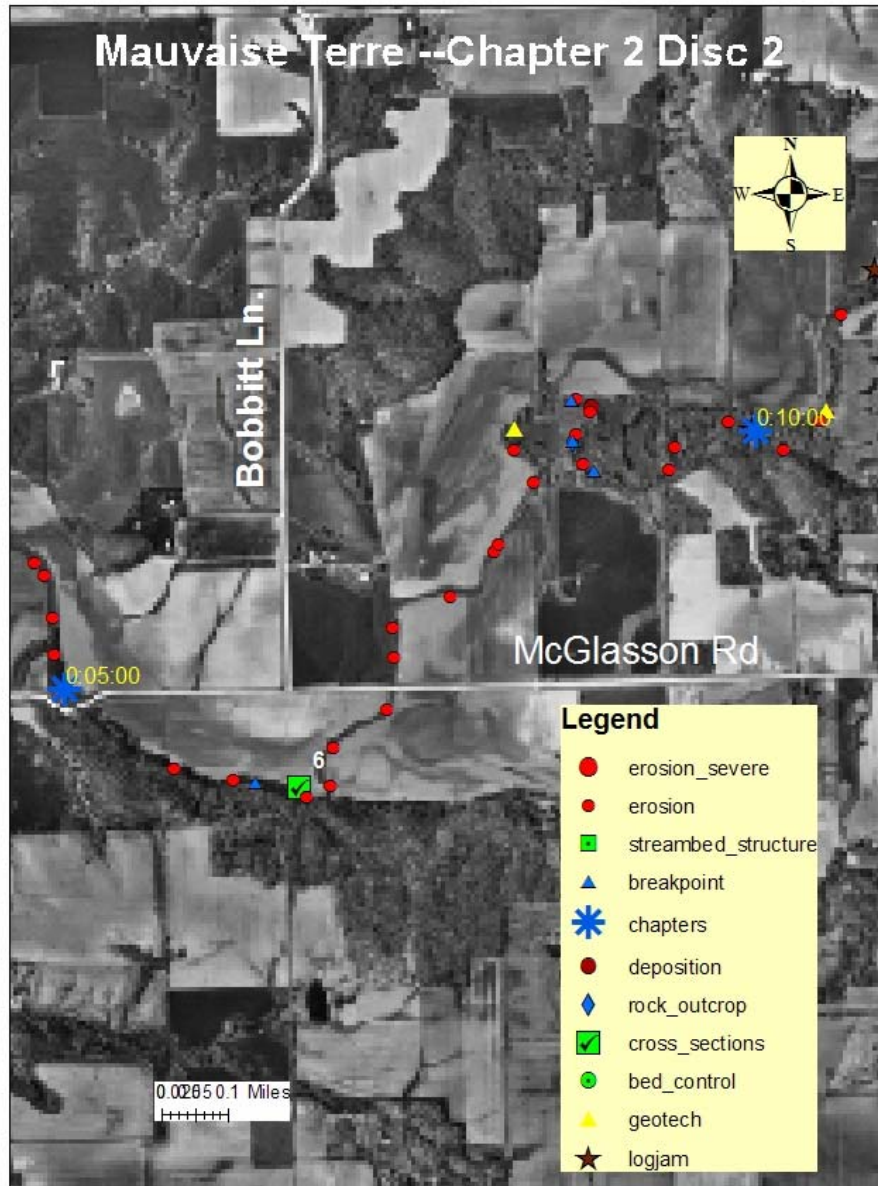 Mauvaise Terre --Chapter 2 Disc 2
N
W E
S
Bobbitt Ln.
0:10:00
McGlasson Rd
0:05:00
6
Legend
erosion_severe
erosion
streambed_structure
breakpoint
chapters
deposition
rock_outcrop
cross_sections
bed_control
geotech
logjam
0.1 Miles